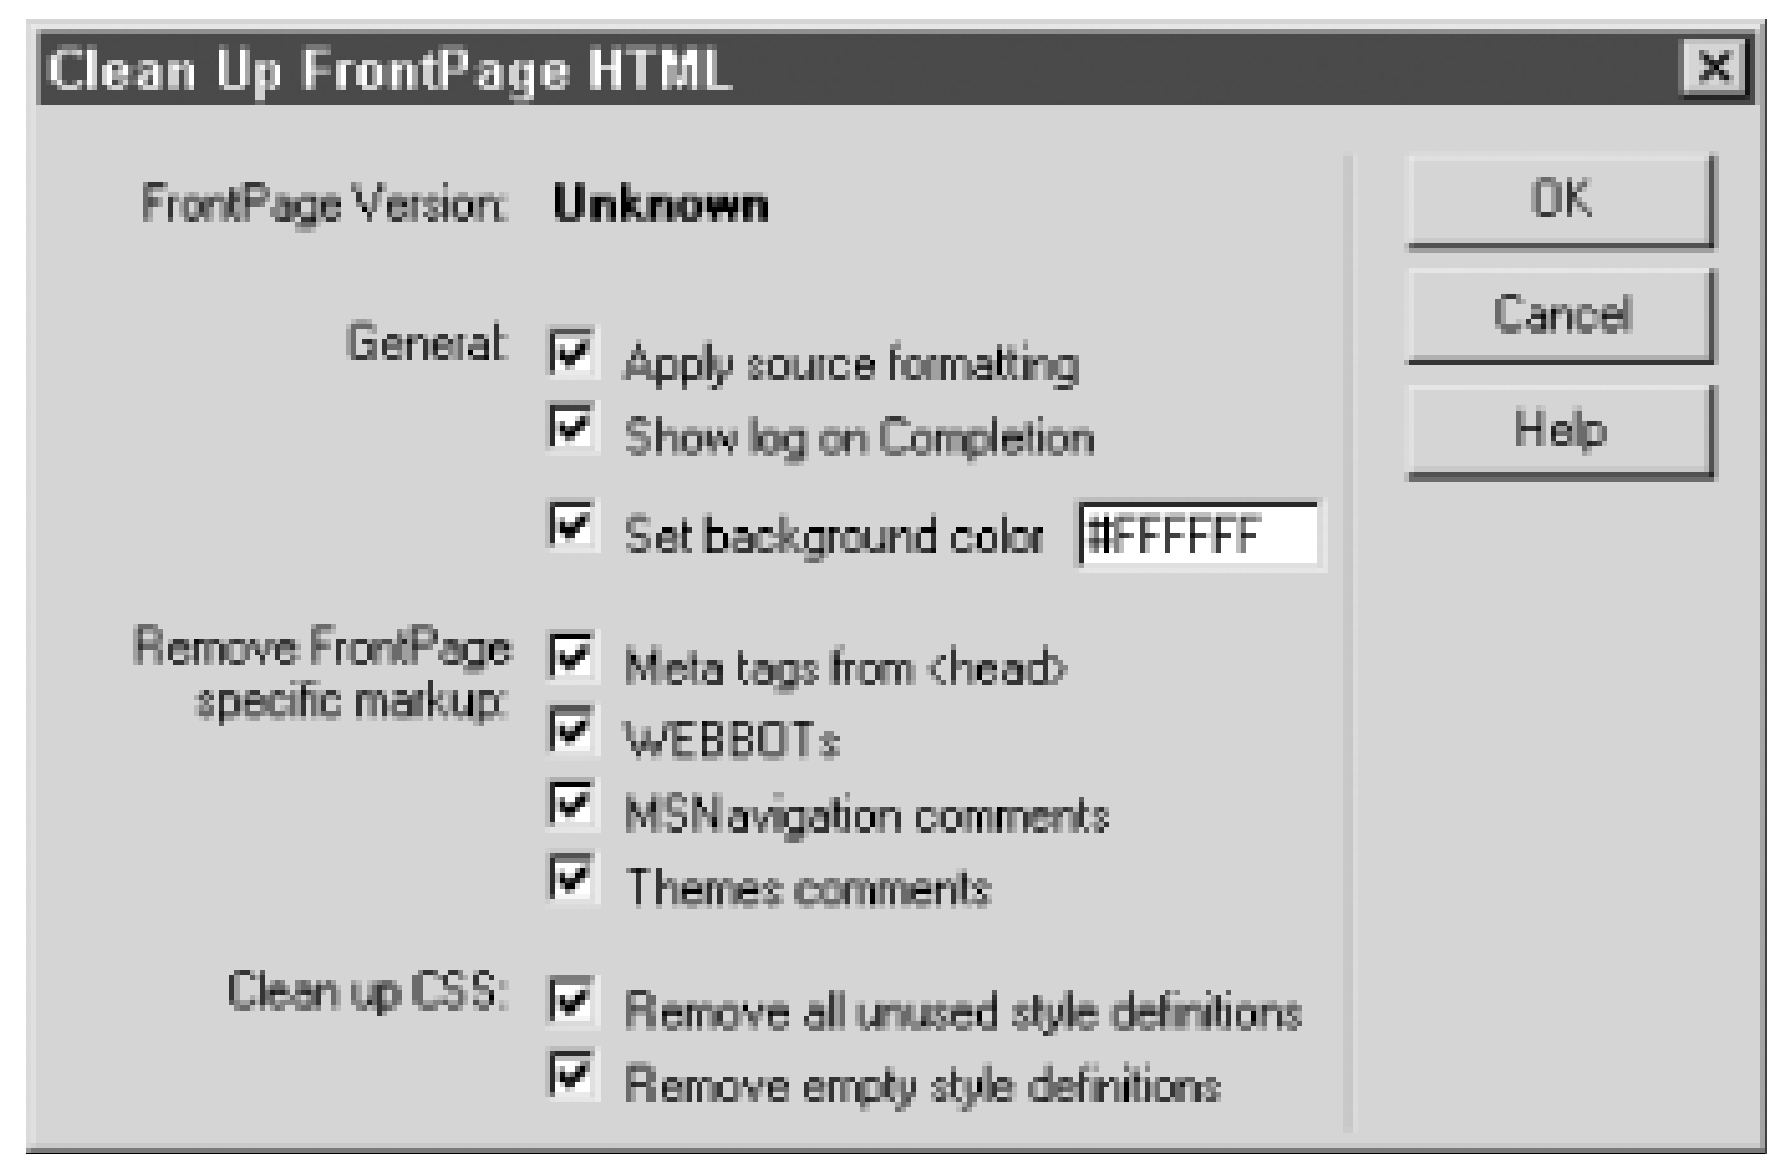 Clean Up FrontPage HTML
FrontPage Version: Unknown
OK
Cancel
Help
General: Apply source formatting
Show log on Completion
Set background color #FFFFFF
Remove FrontPage
specific markup:
Meta tags from <head>
WEBBOTs
MSNavigation comments
Themes comments
Clean up CSS: Remove all unused style definitions
Remove empty style definitions